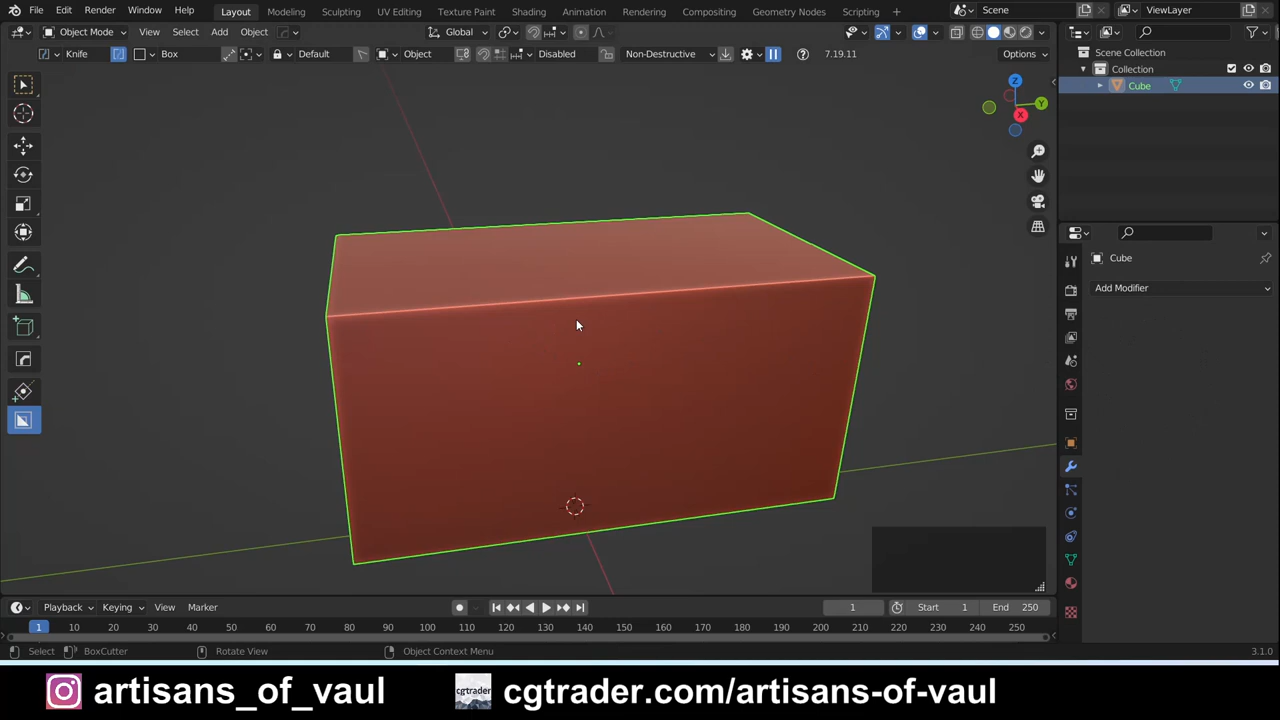 File Edit Render Window Help Layout Modeling Sculpting UV Editing Texture Paint Shading Animation Rendering Compositing Geometry Nodes Scripting + Scene ViewLayer
Object Mode View Select Add Object Global
Knife Box Default Object Disabled Non-Destructive 7.19.11 Options
Scene Collection
Collection
Cube
Z
Y
X
Cube
Add Modifier
Playback Keying View Marker 1 Start 1 End 250
1 10 20 30 40 50 60 70 80 90 100 110 120 130 140 150 160 170 180 190 200 210 220 230 240 250
Select BoxCutter Rotate View Object Context Menu 3.1.0
artisans_of_vaul cgtrader cgtrader.com/artisans-of-vaul